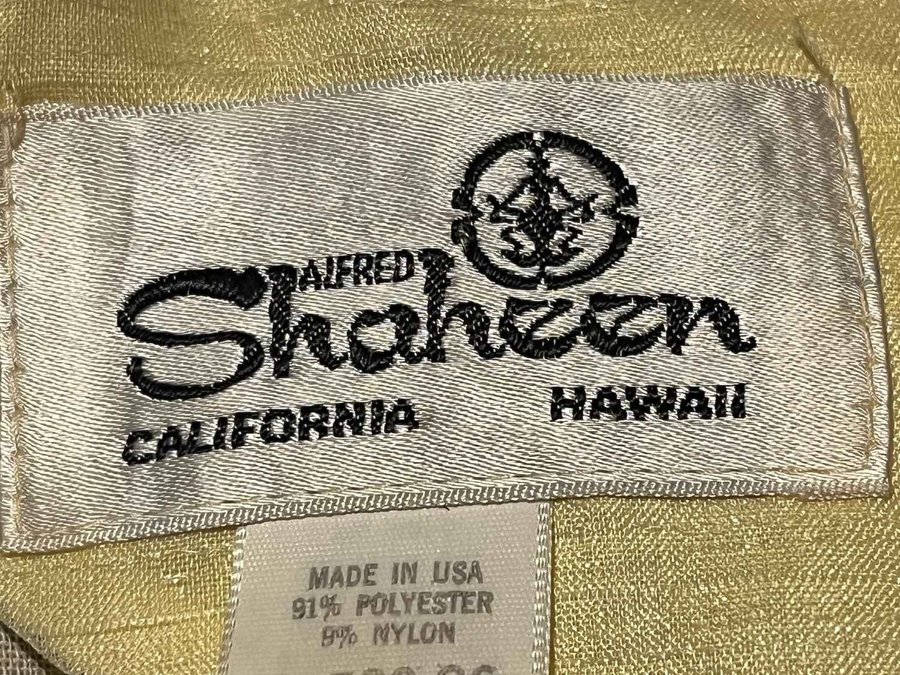 ALFRED
Shaheen
CALIFORNIA HAWAII
MADE IN USA
91% POLYESTER
9% NYLON